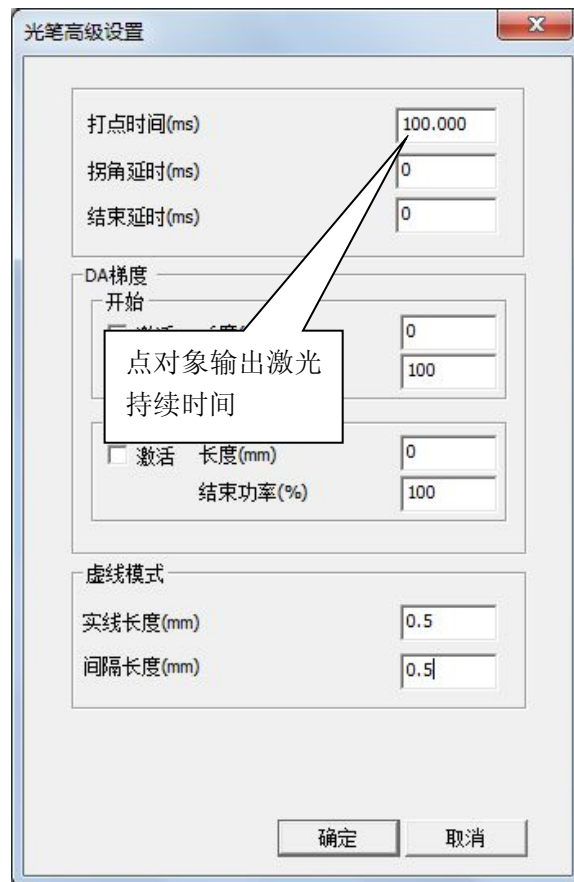 光笔高级设置
打点时间(ms) 100.000
拐角延时(ms) 0
结束延时(ms) 0
DA梯度
开始
0
100
点对象输出激光
持续时间
激活 长度(mm) 0
结束功率(%) 100
虚线模式
实线长度(mm) 0.5
间隔长度(mm) 0.5
确定 取消